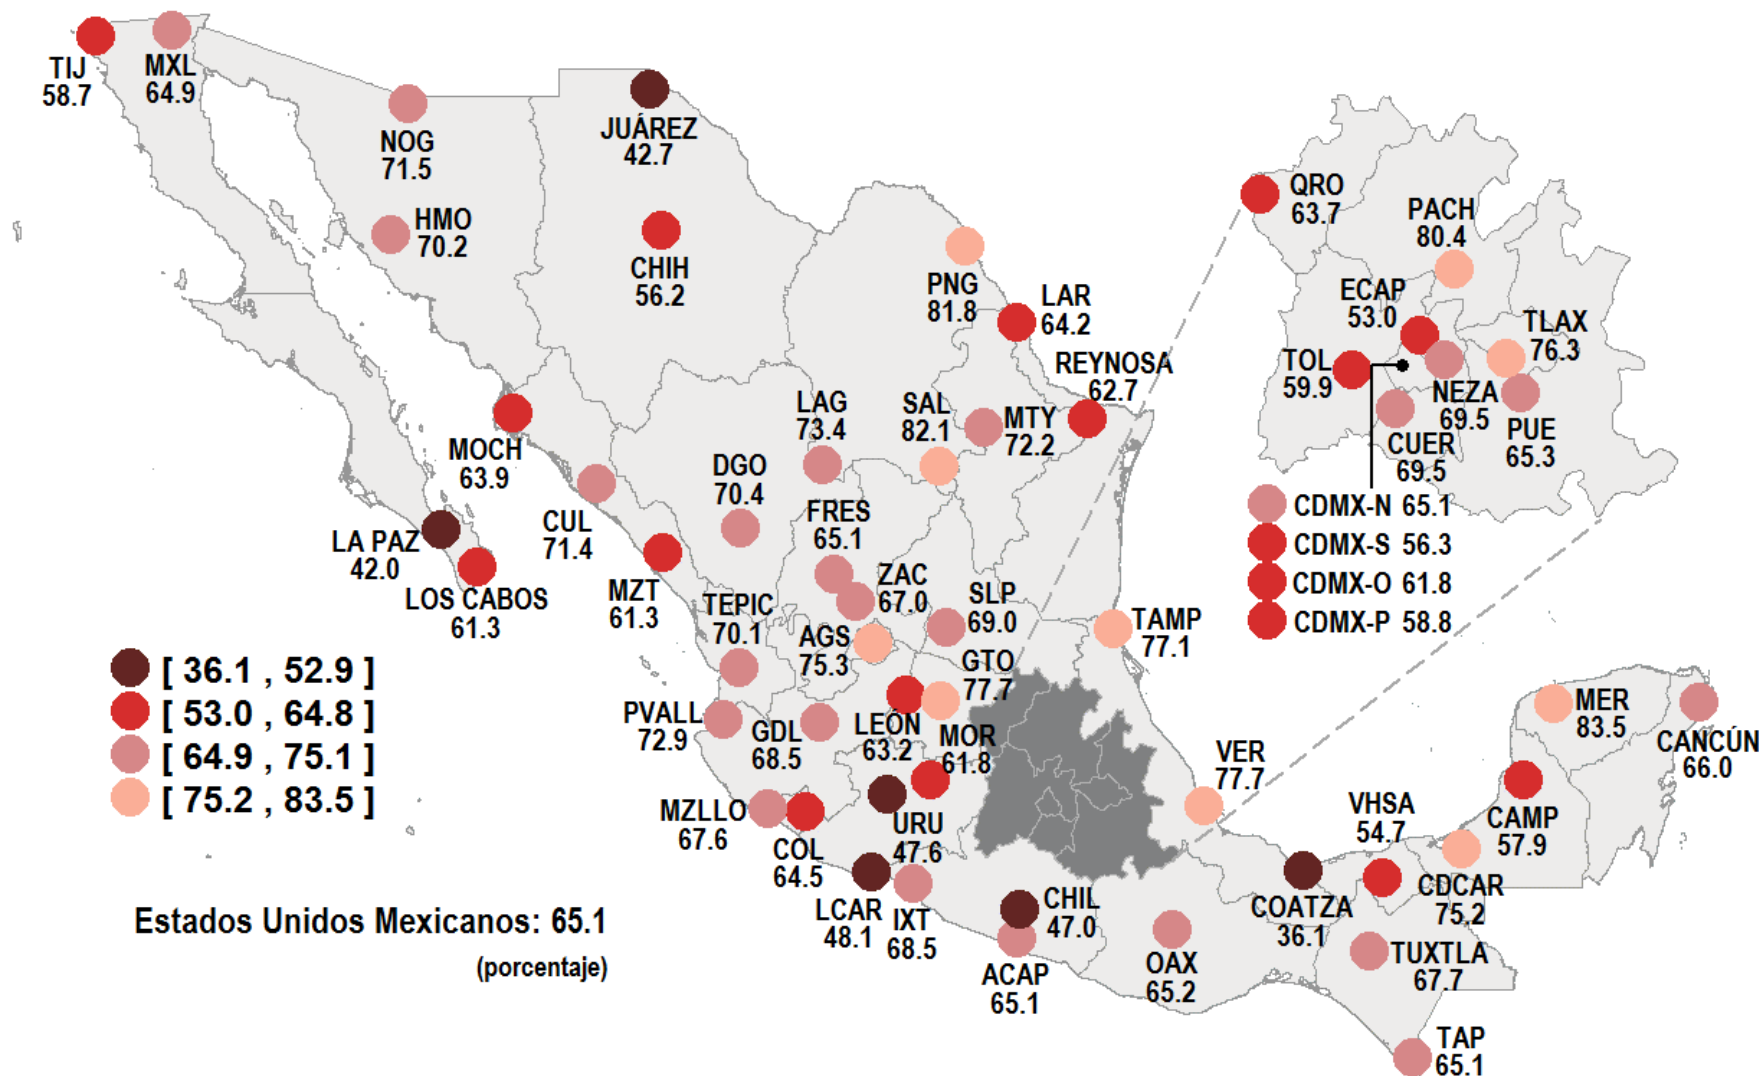 TIJ
58.7
MXL
64.9
NOG
71.5
HMO
70.2
JUÁREZ
42.7
CHIH
56.2
PNG
81.8
LAR
64.2
REYNOSA
62.7
LAG
73.4
SAL
82.1
MTY
72.2
MOCH
63.9
DGO
70.4
FRES
65.1
CUL
71.4
LA PAZ
42.0
LOS CABOS
61.3
MZT
61.3
ZAC
67.0
SLP
69.0
TEPIC
70.1
AGS
75.3
GTO
77.7
TAMP
77.1
PVALL
72.9
GDL
68.5
LEÓN
63.2
MOR
61.8
MZLLO
67.6
COL
64.5
URU
47.6
LCAR
48.1
IXT
68.5
CHIL
47.0
ACAP
65.1
OAX
65.2
VER
77.7
COATZA
36.1
VHSA
54.7
CDCAR
75.2
CAMP
57.9
MER
83.5
CANCÚN
66.0
TUXTLA
67.7
TAP
65.1
QRO
63.7
PACH
80.4
ECAP
53.0
TLAX
76.3
TOL
59.9
NEZA
69.5
CUER
69.5
PUE
65.3
CDMX-N 65.1
CDMX-S 56.3
CDMX-O 61.8
CDMX-P 58.8
[ 36.1 , 52.9 ]
[ 53.0 , 64.8 ]
[ 64.9 , 75.1 ]
[ 75.2 , 83.5 ]
Estados Unidos Mexicanos: 65.1
(porcentaje)